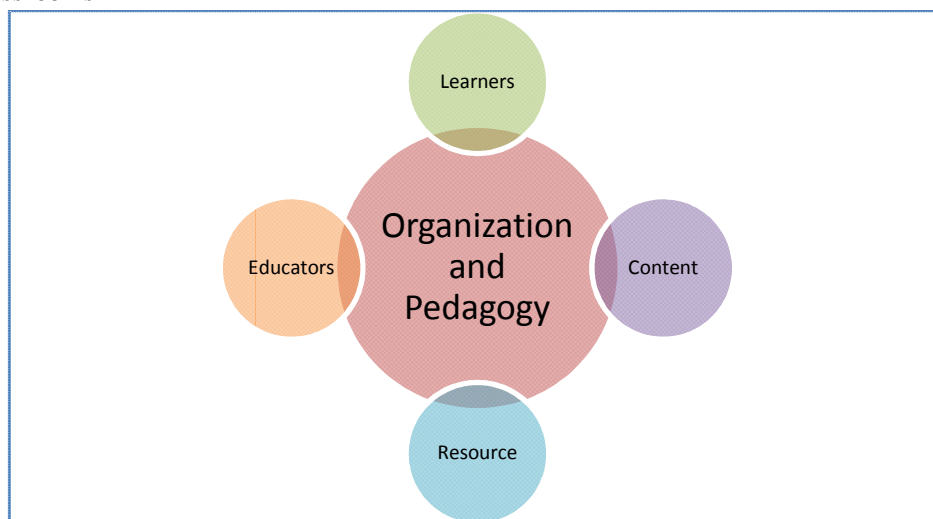 Learners
Organization
and
Pedagogy
Educators
Content
Resource